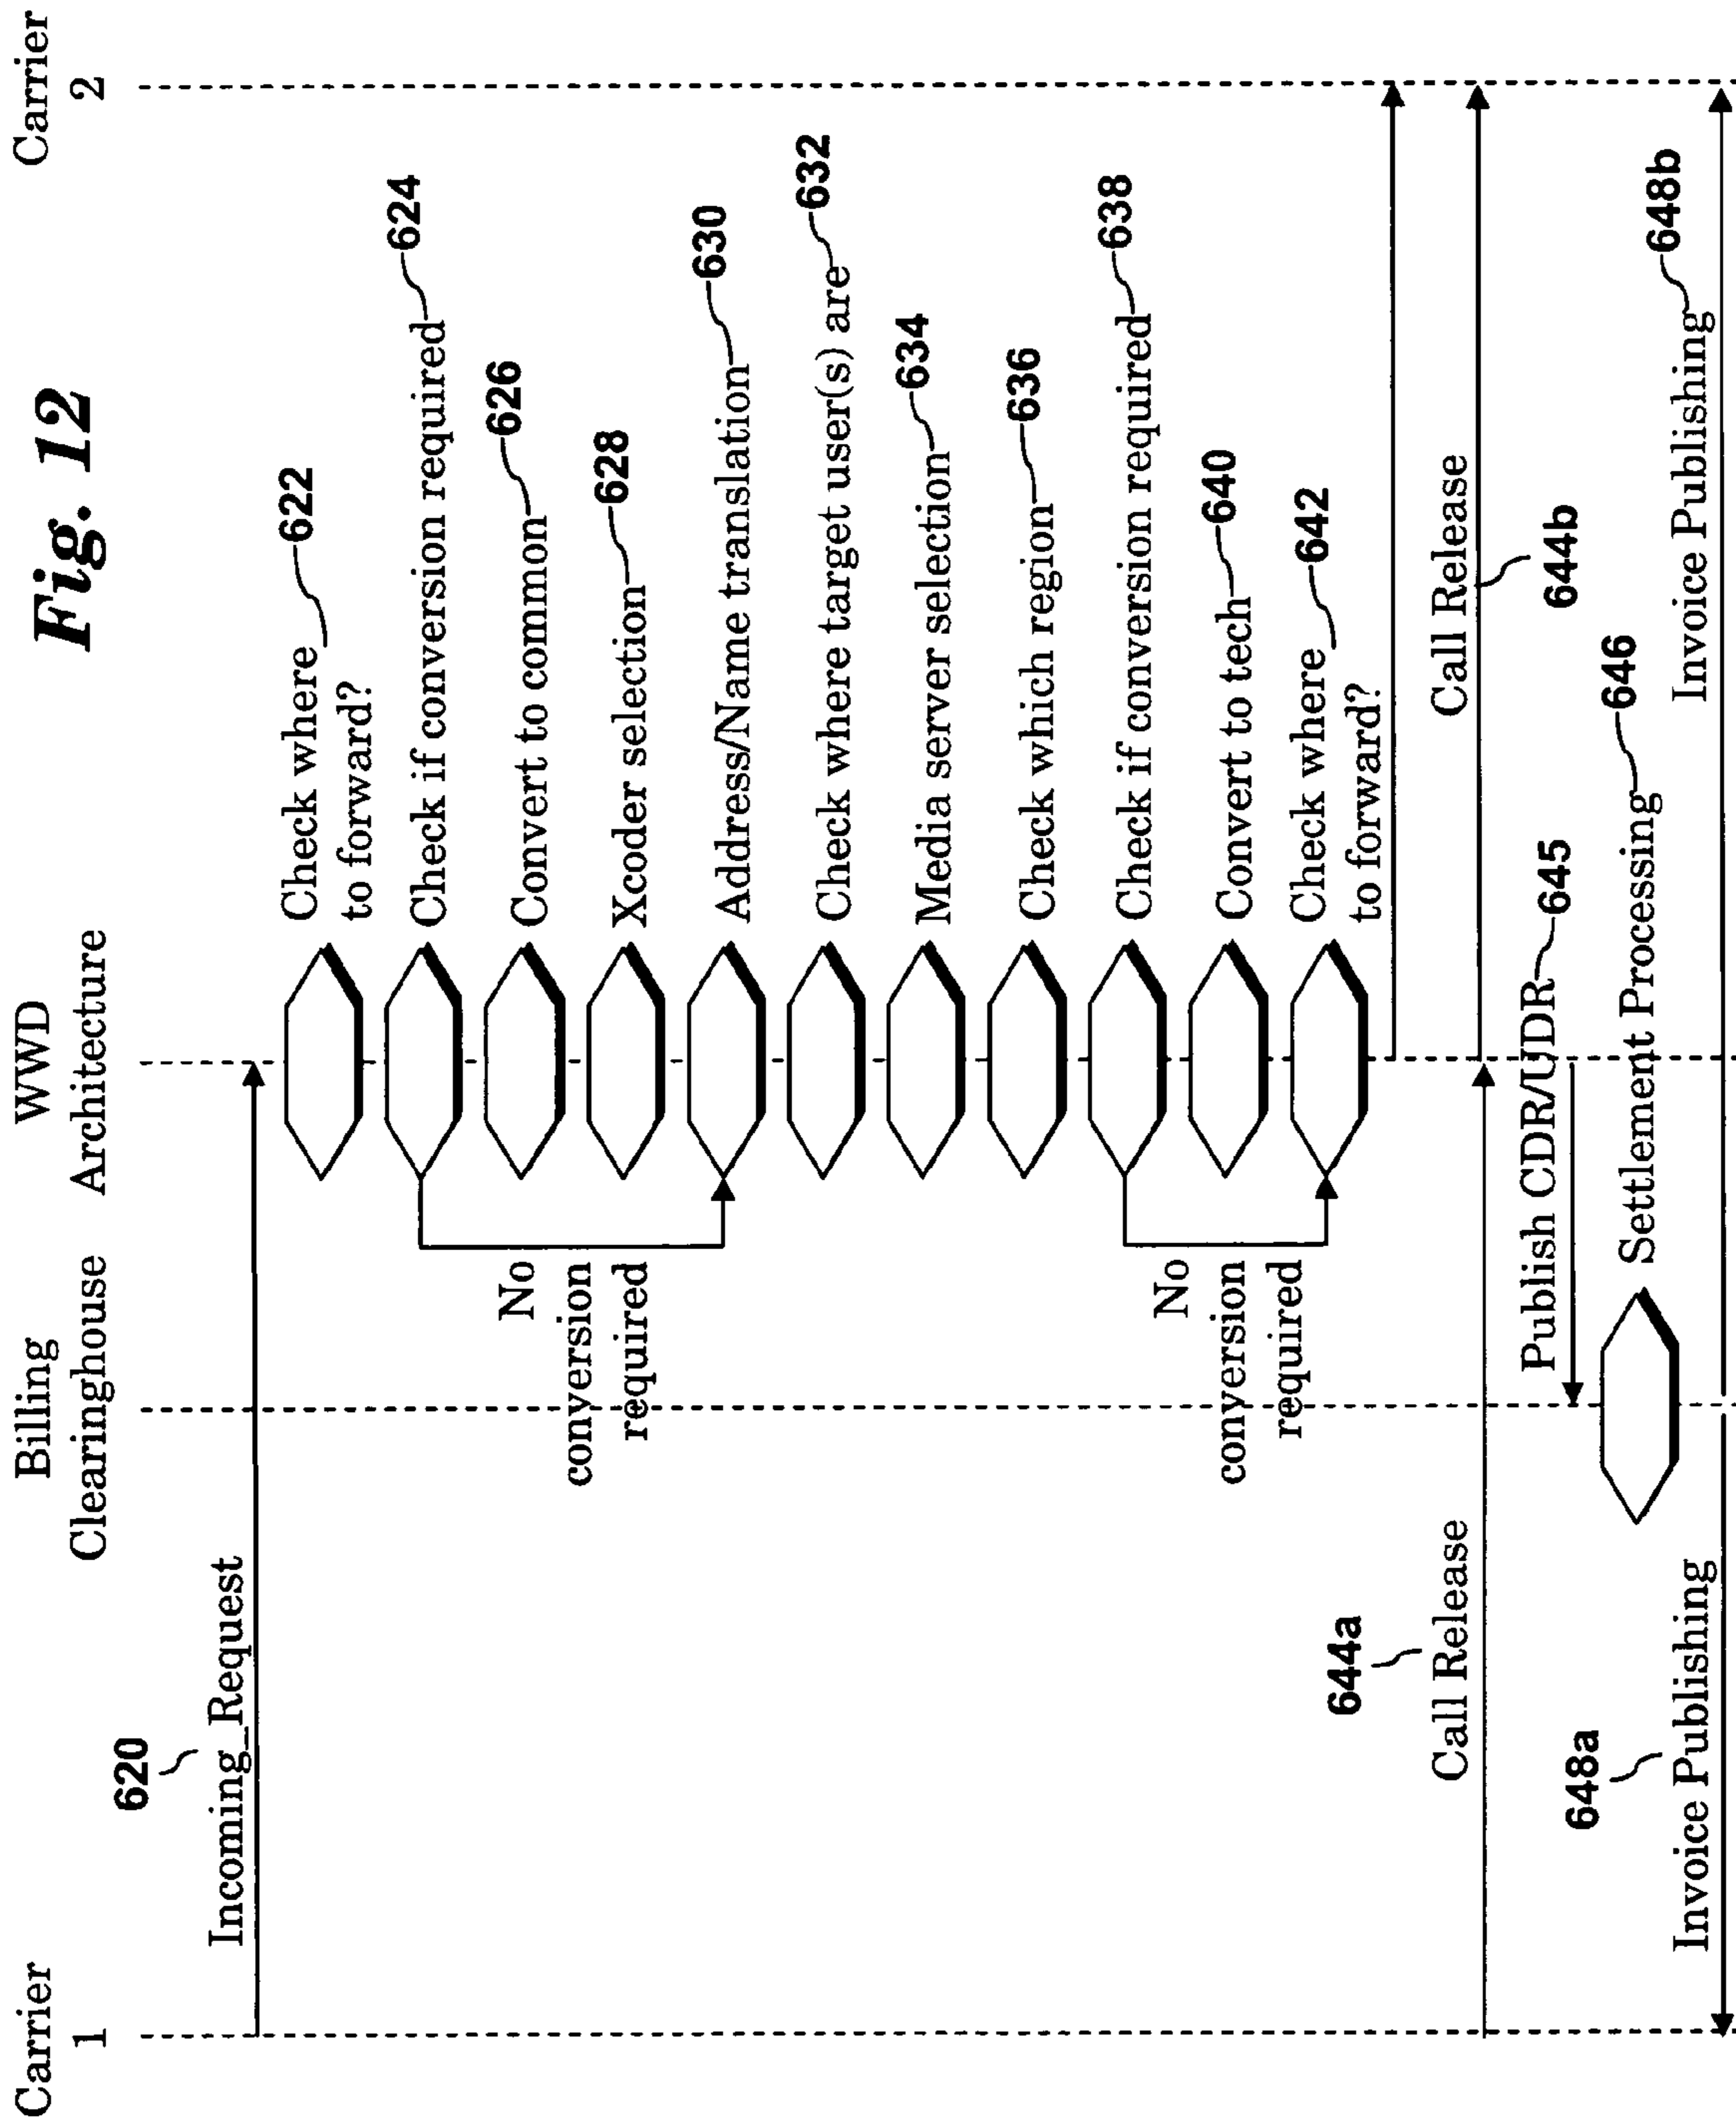 Fig. 12
Carrier
1
Billing
Clearinghouse
WWD
Architecture
Carrier
2
620
Incoming_Request
Check where
to forward?
622
Check if conversion required
624
Convert to common
626
No
conversion
required
Xcoder selection
628
Address/Name translation
630
Check where target user(s) are
632
Media server selection
634
Check which region
636
Check if conversion required
638
No
conversion
required
Convert to tech
640
Check where
to forward?
642
644a
Call Release
Call Release
644b
Publish CDR/UDR
645
Settlement Processing
646
648a
Invoice Publishing
Invoice Publishing
648b